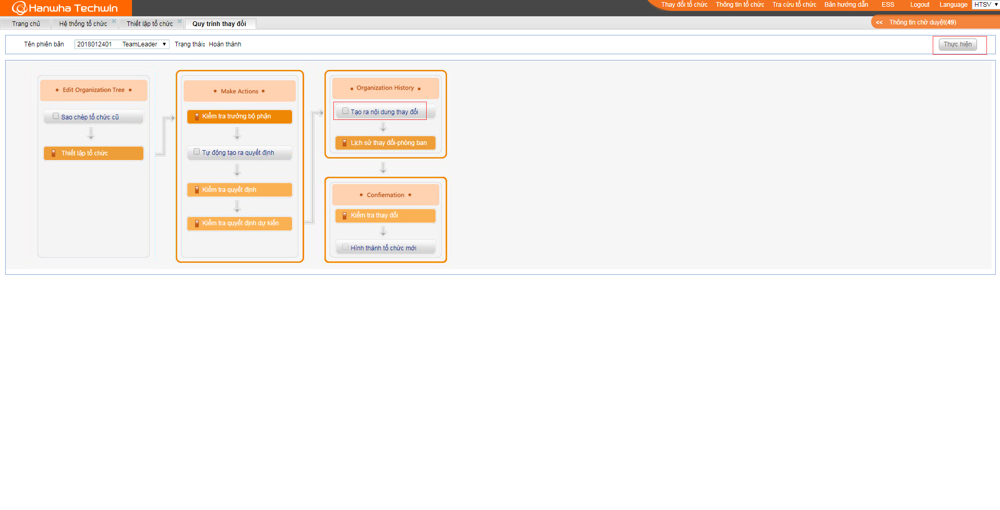 Hanwha Techwin
Thay đổi tổ chức Thông tin tổ chức Tra cứu tổ chức Bản hướng dẫn ESS Logout Language HTSV
Trang chủ Hệ thống tổ chức Thiết lập tổ chức Quy trình thay đổi
<< Thông tin chờ duyệt(49)
Tên phiên bản 2018012401 TeamLeader Trạng thái: Hoàn thành Thực hiện
Edit Organization Tree
Sao chép tổ chức cũ
Thiết lập tổ chức
Make Actions
Kiểm tra trưởng bộ phận
Tự động tạo ra quyết định
Kiểm tra quyết định
Kiểm tra quyết định dự kiến
Organization History
Tạo ra nội dung thay đổi
Lịch sử thay đổi-phòng ban
Confiemation
Kiểm tra thay đổi
Hình thành tổ chức mới